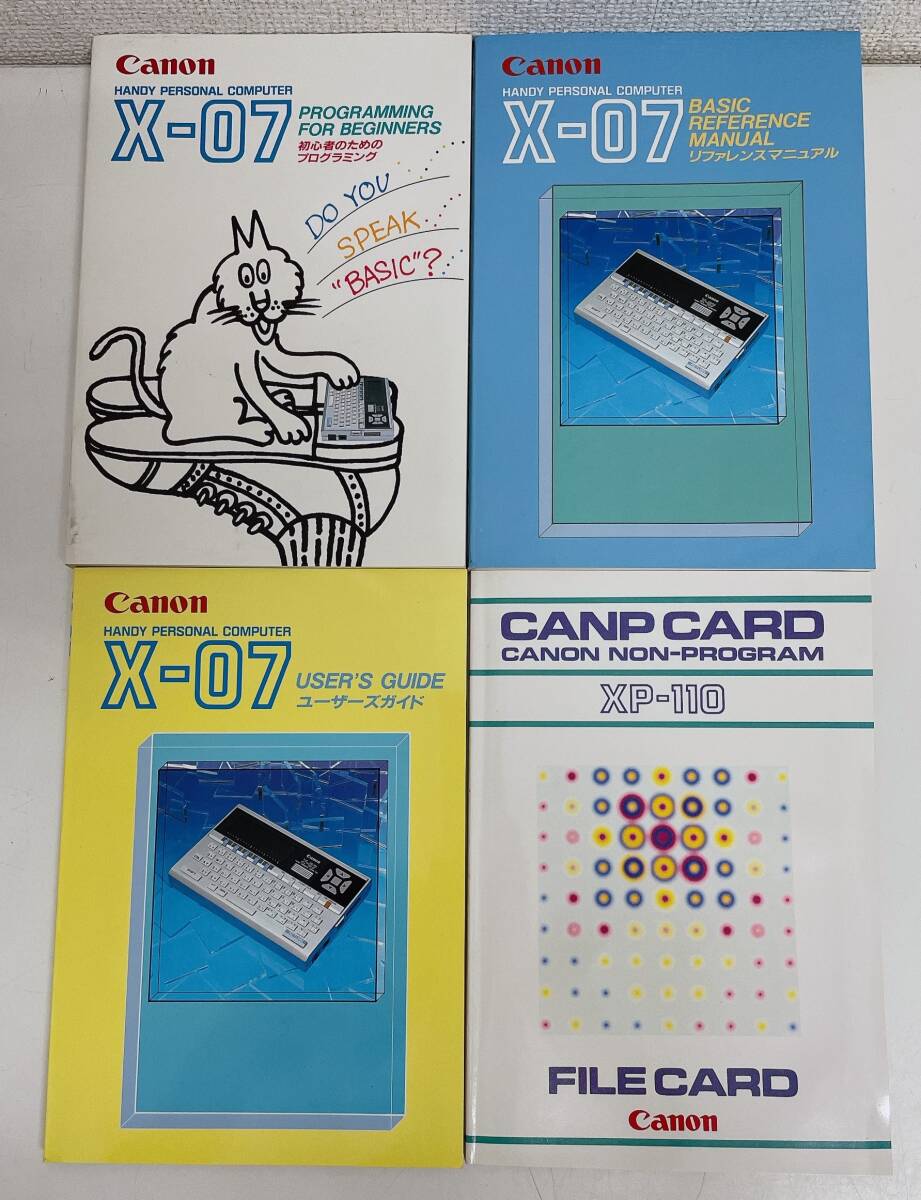 Canon
HANDY PERSONAL COMPUTER
X-07
PROGRAMMING
FOR BEGINNERS
初心者のための
プログラミング
DO YOU
SPEAK
"BASIC"?
Canon
HANDY PERSONAL COMPUTER
X-07
BASIC
REFERENCE
MANUAL
リファレンスマニュアル
Canon
Canon
HANDY PERSONAL COMPUTER
X-07
USER'S GUIDE
ユーザーズガイド
Canon
CANP CARD
CANON NON-PROGRAM
XP-110
FILE CARD
Canon